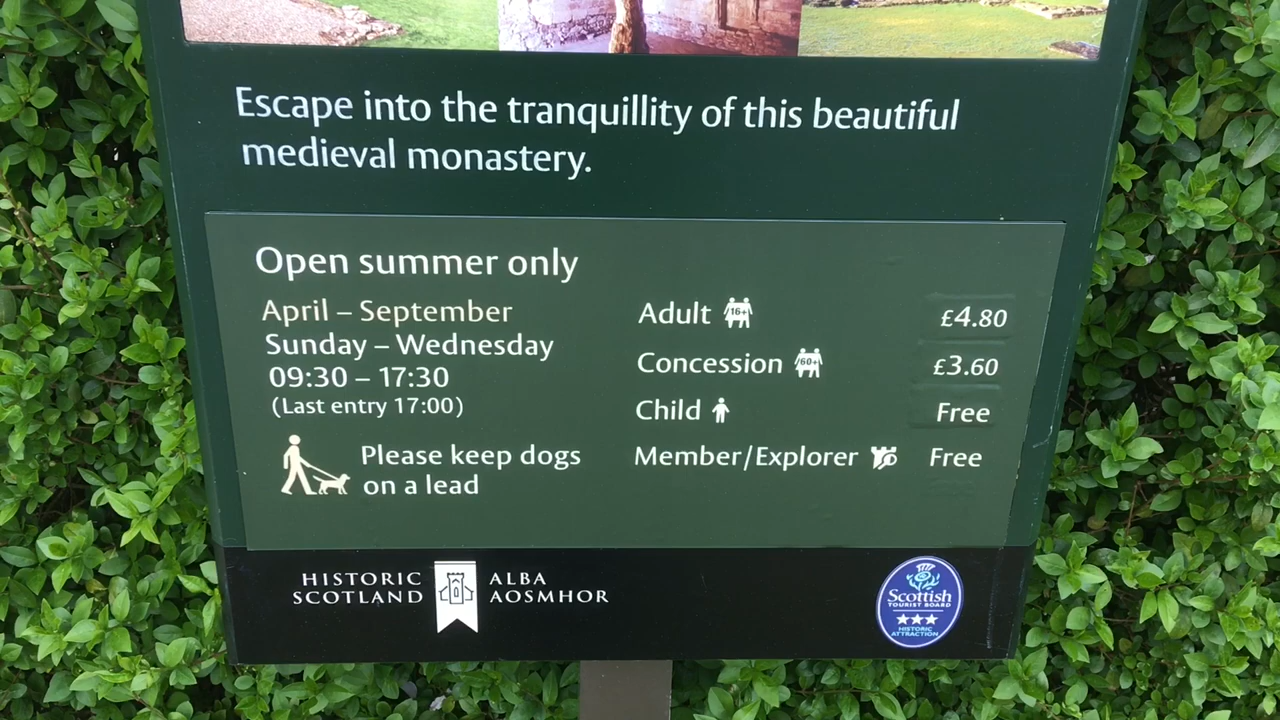 Escape into the tranquillity of this beautiful
medieval monastery.
Open summer only
April – September
Sunday – Wednesday
09:30 – 17:30
(Last entry 17:00)
Please keep dogs
on a lead
Adult 16+ £4.80
Concession 60+ £3.60
Child Free
Member/Explorer Free
HISTORIC
SCOTLAND
ALBA
AOSMHOR
Scottish
TOURIST BOARD
HISTORIC
ATTRACTION